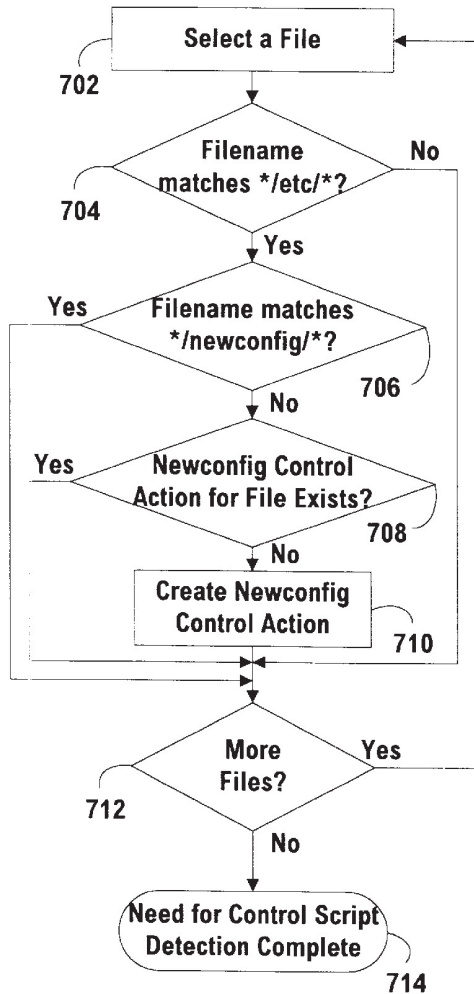 Select a File
702
Filename
matches */etc/*?
No
704
Yes
Yes
Filename matches
*/newconfig/*?
706
No
Yes
Newconfig Control
Action for File Exists?
708
No
Create Newconfig
Control Action
710
More
Files?
Yes
712
No
Need for Control Script
Detection Complete
714